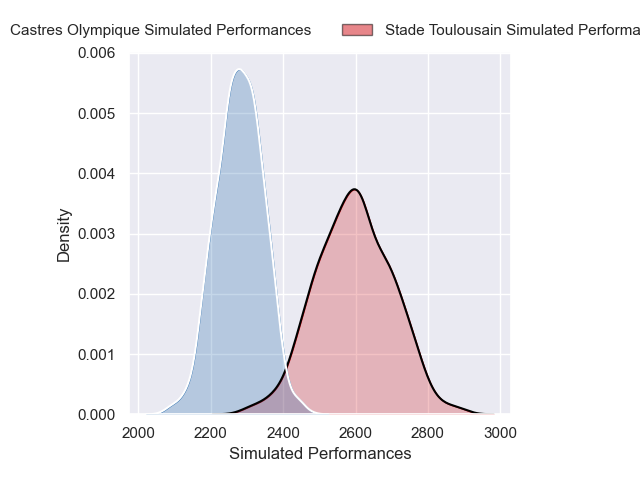 Castres Olympique Simulated Performances
Stade Toulousain Simulated Performa
0.006
0.005
0.004
0.003
0.002
0.001
0.000
Density
2000 2200 2400 2600 2800 3000
Simulated Performances